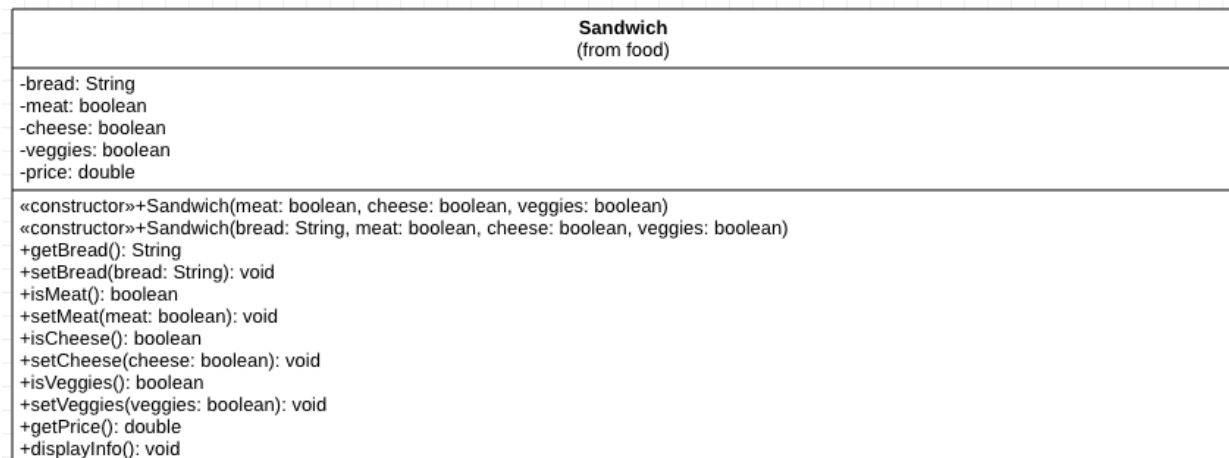 Sandwich
(from food)
-bread: String
-meat: boolean
-cheese: boolean
-veggies: boolean
-price: double
«constructor»+Sandwich(meat: boolean, cheese: boolean, veggies: boolean)
«constructor»+Sandwich(bread: String, meat: boolean, cheese: boolean, veggies: boolean)
+getBread(): String
+setBread(bread: String): void
+isMeat(): boolean
+setMeat(meat: boolean): void
+isCheese(): boolean
+setCheese(cheese: boolean): void
+isVeggies(): boolean
+setVeggies(veggies: boolean): void
+getPrice(): double
+displayInfo(): void